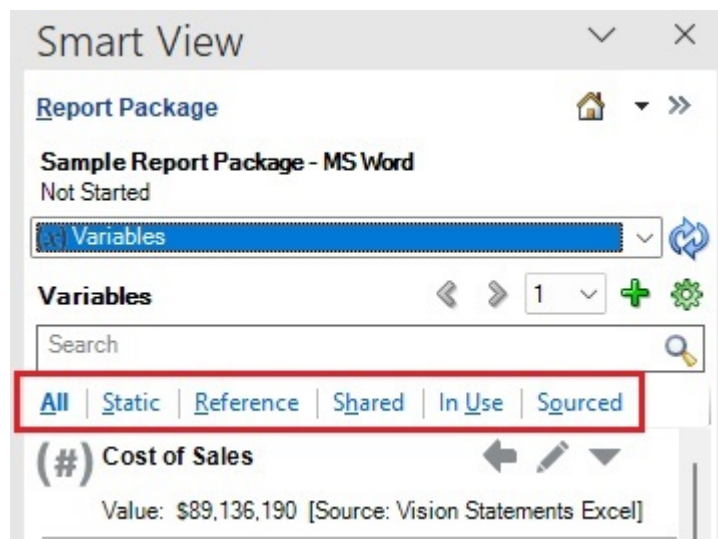 Smart View
Report Package
Sample Report Package - MS Word
Not Started
(x) Variables
Variables 1
Search
All | Static | Reference | Shared | In Use | Sourced
(#) Cost of Sales
Value: $89,136,190 [Source: Vision Statements Excel]